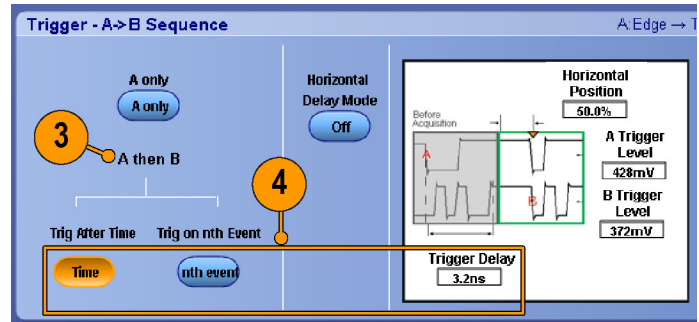 Trigger - A->B Sequence
A:Edge → T
A only
A only
Horizontal
Delay Mode
Off
Horizontal
Position
50.0%
Before
Acquisition
A
B
A Trigger
Level
428mV
B Trigger
Level
372mV
3
A then B
4
Trig After Time
Trig on nth Event
Time
nth event
Trigger Delay
3.2ns